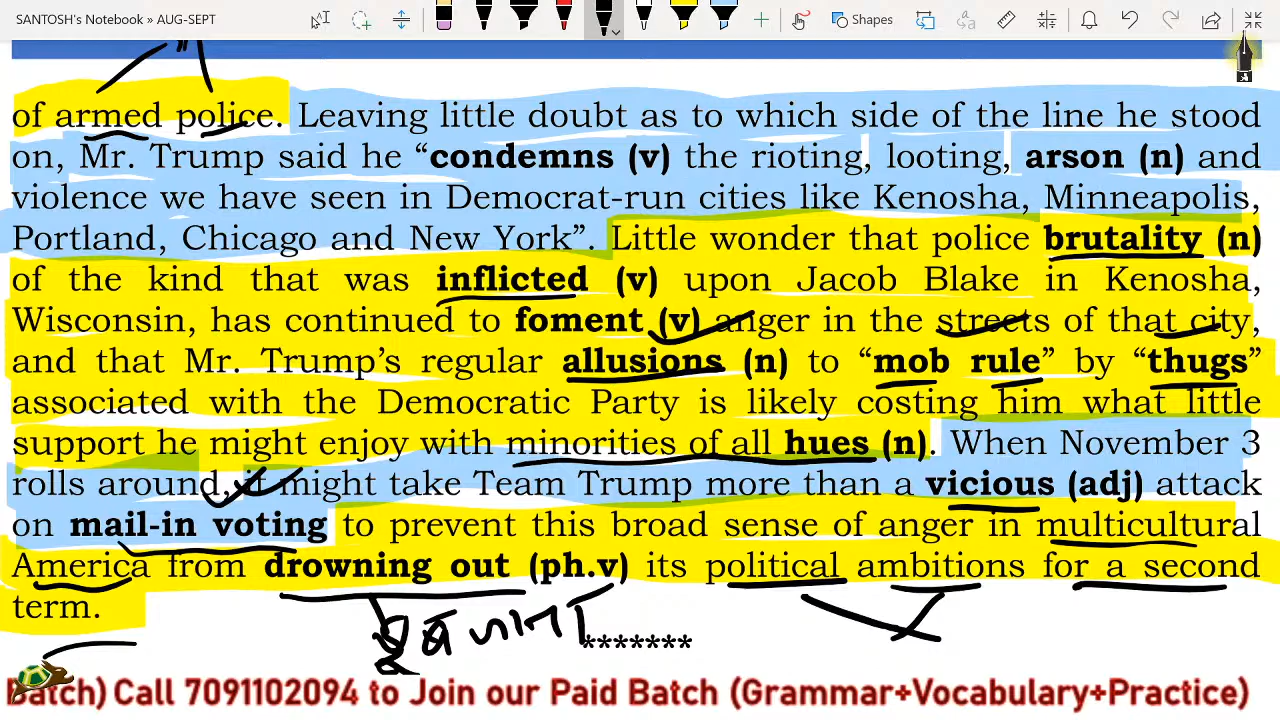 SANTOSH's Notebook » AUG-SEPT
Shapes
of armed police. Leaving little doubt as to which side of the line he stood
on, Mr. Trump said he “condemns (v) the rioting, looting, arson (n) and
violence we have seen in Democrat-run cities like Kenosha, Minneapolis,
Portland, Chicago and New York”. Little wonder that police brutality (n)
of the kind that was inflicted (v) upon Jacob Blake in Kenosha,
Wisconsin, has continued to foment (v) anger in the streets of that city,
and that Mr. Trump’s regular allusions (n) to “mob rule” by “thugs”
associated with the Democratic Party is likely costing him what little
support he might enjoy with minorities of all hues (n). When November 3
rolls around, it might take Team Trump more than a vicious (adj) attack
on mail-in voting to prevent this broad sense of anger in multicultural
America from drowning out (ph.v) its political ambitions for a second
term.
*******
Batch) Call 7091102094 to Join our Paid Batch (Grammar+Vocabulary+Practice)